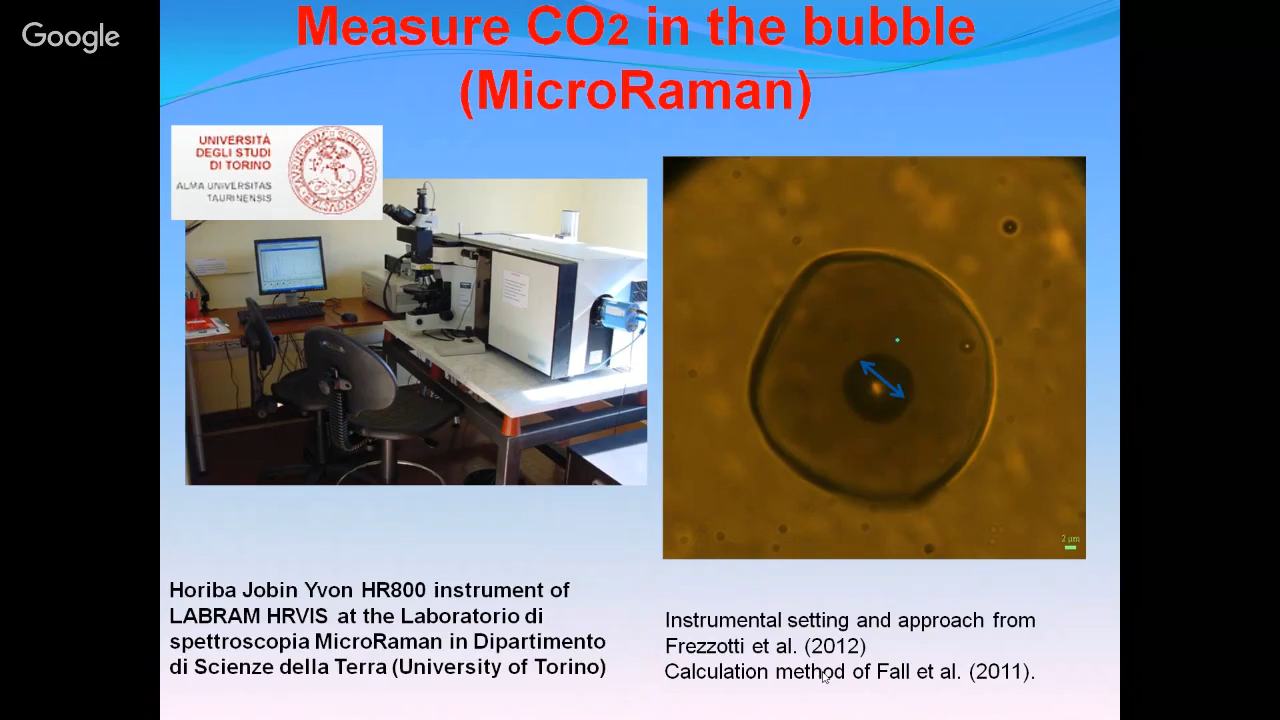 Google
Measure CO2 in the bubble
(MicroRaman)
UNIVERSITÀ
DEGLI STUDI
DI TORINO
ALMA UNIVERSITAS
TAURINENSIS
2 µm
Horiba Jobin Yvon HR800 instrument of
LABRAM HRVIS at the Laboratorio di
spettroscopia MicroRaman in Dipartimento
di Scienze della Terra (University of Torino)
Instrumental setting and approach from
Frezzotti et al. (2012)
Calculation method of Fall et al. (2011).